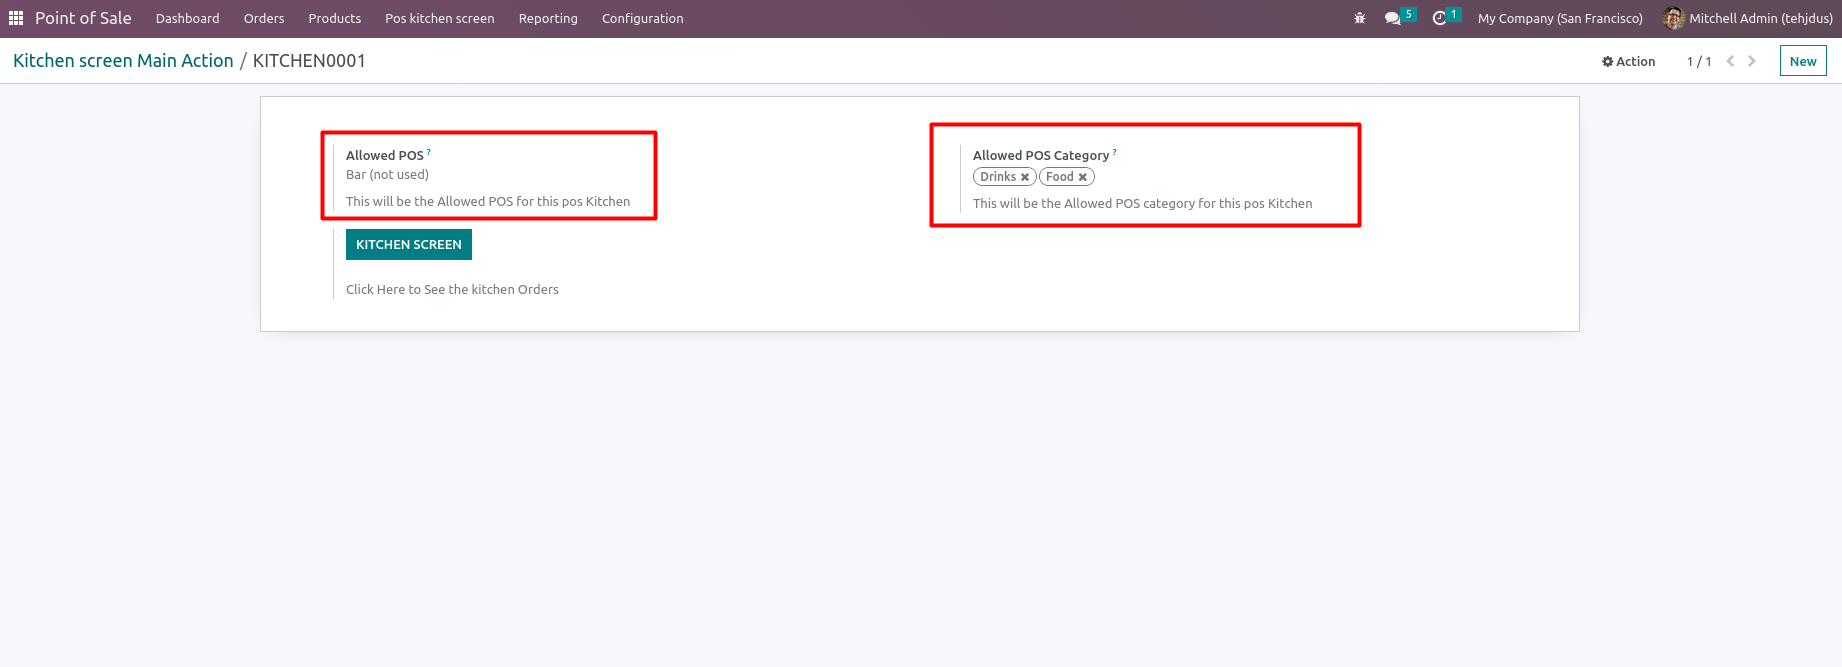 Point of Sale Dashboard Orders Products Pos kitchen screen Reporting Configuration 5 1 My Company (San Francisco) Mitchell Admin (tehjdus)
Kitchen screen Main Action / KITCHEN0001 Action 1 / 1 New
Allowed POS ?
Bar (not used)
This will be the Allowed POS for this pos Kitchen
Allowed POS Category ?
Drinks ✖ Food ✖
This will be the Allowed POS category for this pos Kitchen
KITCHEN SCREEN
Click Here to See the kitchen Orders